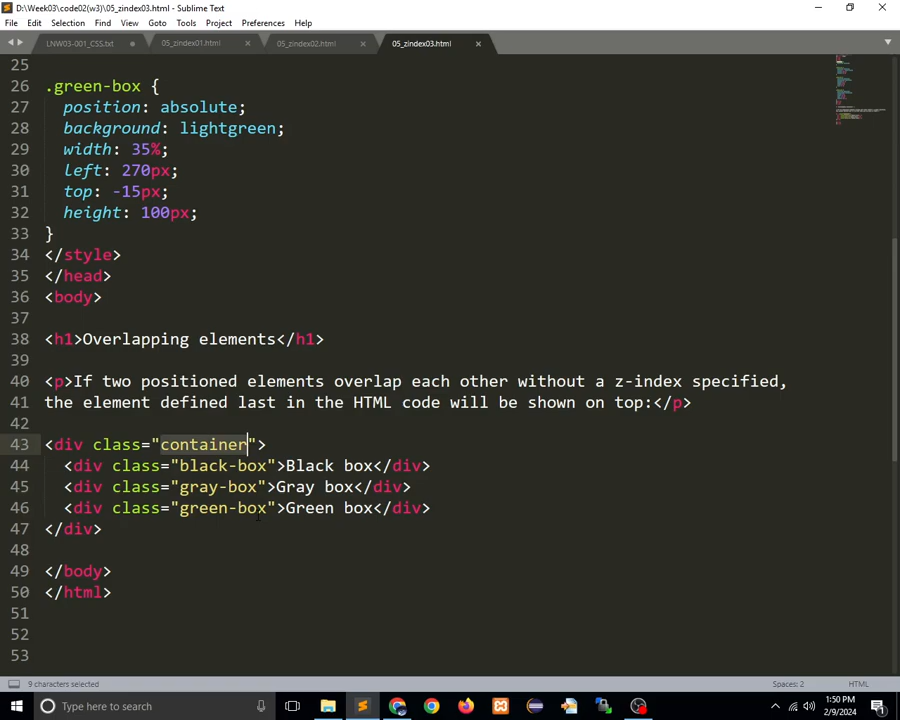 D:\Week03\code02(w3)\05_zindex03.html - Sublime Text
File Edit Selection Find View Goto Tools Project Preferences Help
LNW03-001_CSS.txt 05_zindex01.html 05_zindex02.html 05_zindex03.html
25
26 .green-box {
27 position: absolute;
28 background: lightgreen;
29 width: 35%;
30 left: 270px;
31 top: -15px;
32 height: 100px;
33 }
34 </style>
35 </head>
36 <body>
37
38 <h1>Overlapping elements</h1>
39
40 <p>If two positioned elements overlap each other without a z-index specified,
41 the element defined last in the HTML code will be shown on top:</p>
42
43 <div class="container">
44 <div class="black-box">Black box</div>
45 <div class="gray-box">Gray box</div>
46 <div class="green-box">Green box</div>
47 </div>
48
49 </body>
50 </html>
51
52
53
9 characters selected Spaces: 2 HTML
Type here to search
1:50 PM
2/9/2024